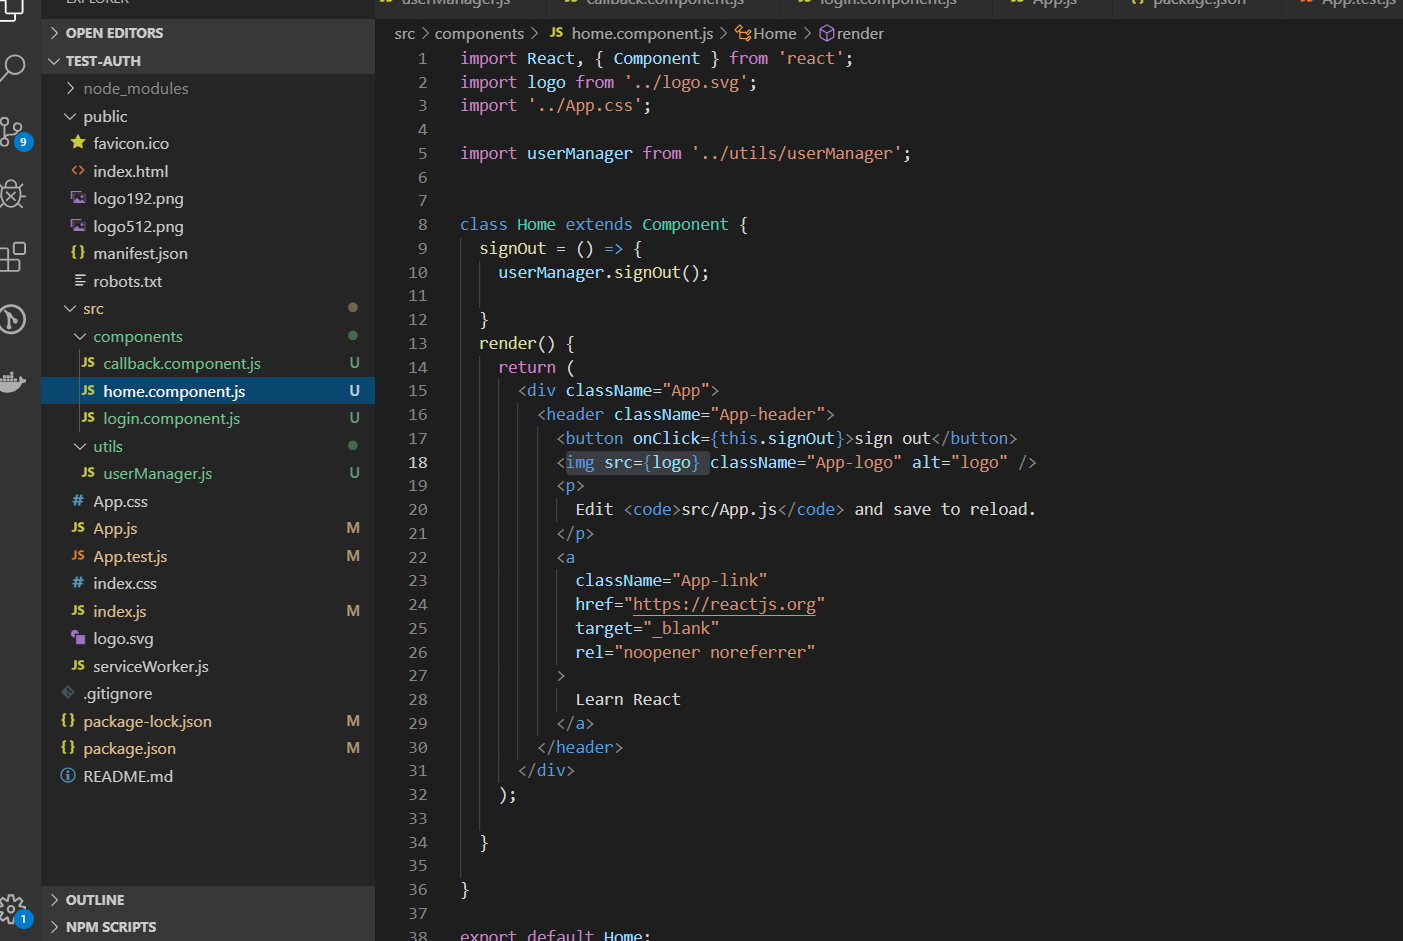 EXPLORER
userManager.js callback.component.js login.component.js App.js package.json App.test.js
OPEN EDITORS
TEST-AUTH
node_modules
public
favicon.ico
index.html
logo192.png
logo512.png
manifest.json
robots.txt
src
components
JS callback.component.js U
JS home.component.js U
JS login.component.js U
utils
JS userManager.js U
# App.css
JS App.js M
JS App.test.js M
# index.css
JS index.js M
logo.svg
JS serviceWorker.js
.gitignore
{} package-lock.json M
{} package.json M
README.md
OUTLINE
NPM SCRIPTS
9
1
src > components > JS home.component.js > Home > render
1 import React, { Component } from 'react';
2 import logo from '../logo.svg';
3 import '../App.css';
4
5 import userManager from '../utils/userManager';
6
7
8 class Home extends Component {
9 signOut = () => {
10 userManager.signOut();
11
12 }
13 render() {
14 return (
15 <div className="App">
16 <header className="App-header">
17 <button onClick={this.signOut}>sign out</button>
18 <img src={logo} className="App-logo" alt="logo" />
19 <p>
20 Edit <code>src/App.js</code> and save to reload.
21 </p>
22 <a
23 className="App-link"
24 href="https://reactjs.org"
25 target="_blank"
26 rel="noopener noreferrer"
27 >
28 Learn React
29 </a>
30 </header>
31 </div>
32 );
33
34 }
35
36 }
37
38 export default Home;